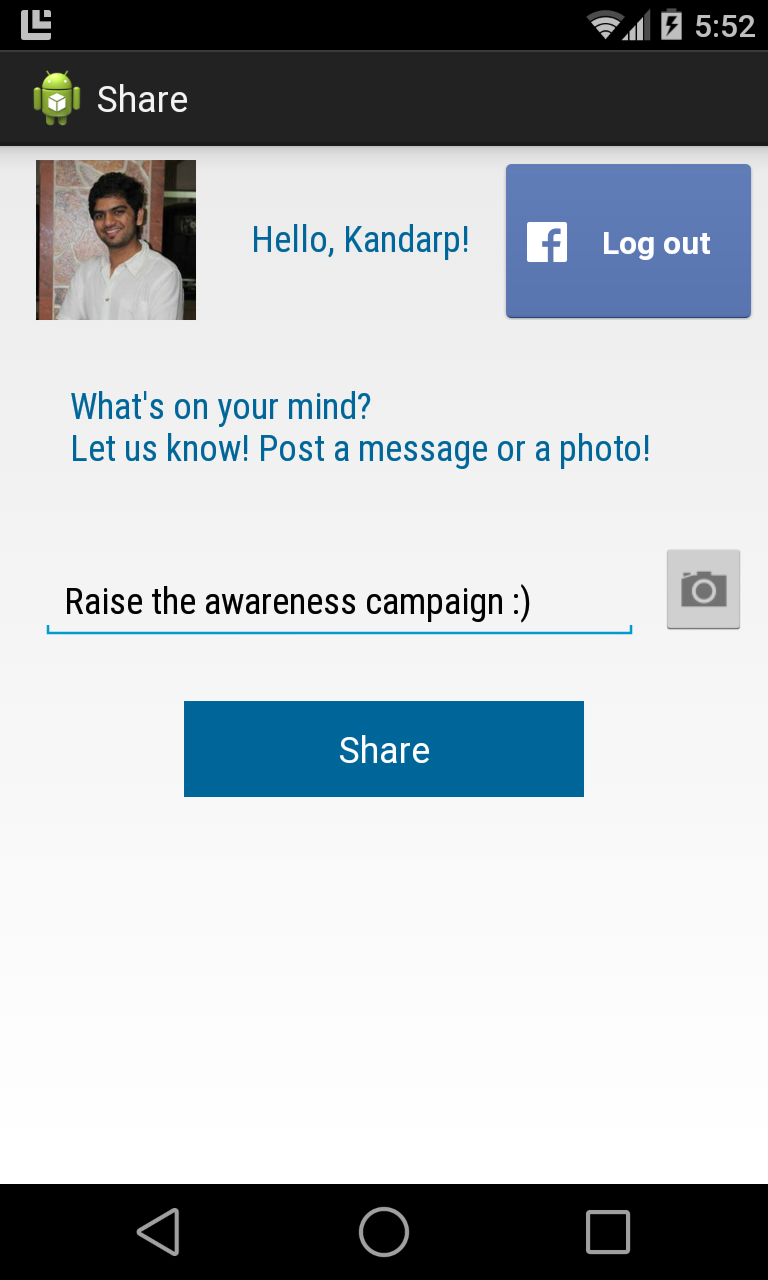 5:52
Share
Hello, Kandarp!
Log out
What's on your mind?
Let us know! Post a message or a photo!
Raise the awareness campaign :)
Share